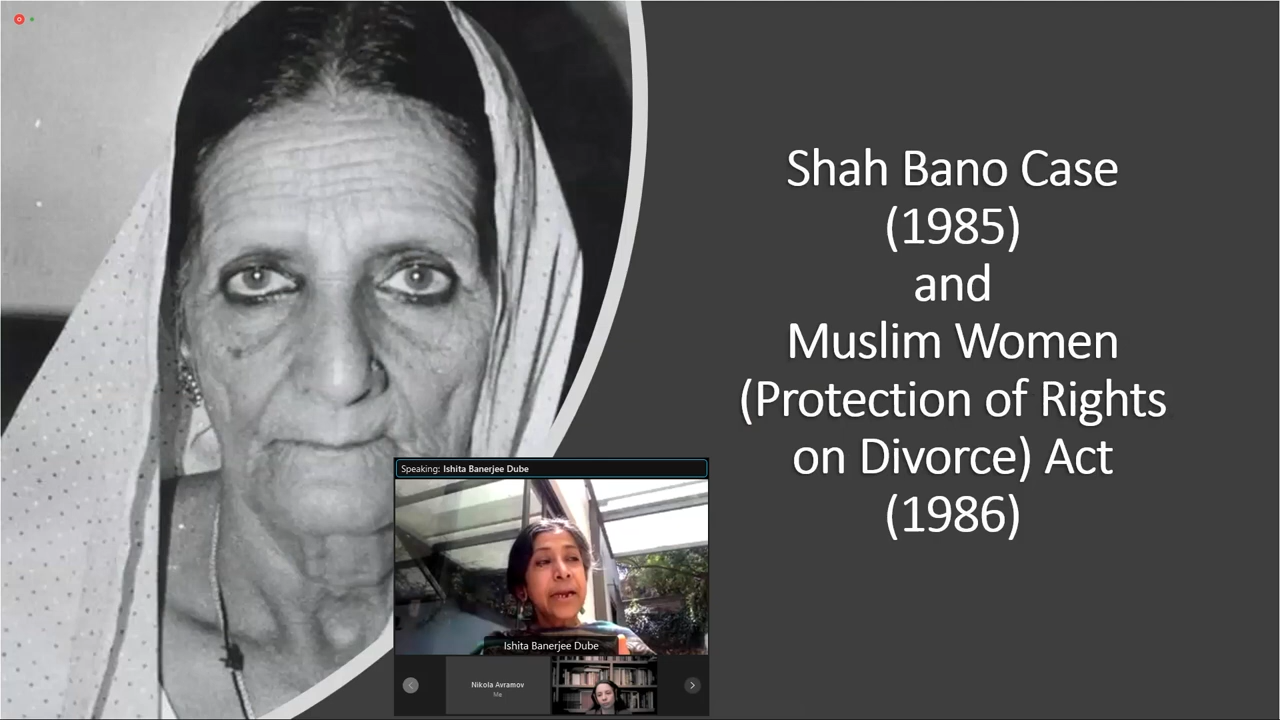 Shah Bano Case
(1985)
and
Muslim Women
(Protection of Rights
on Divorce) Act
(1986)
Speaking: Ishita Banerjee Dube
Ishita Banerjee Dube
Nikola Avramov
Me